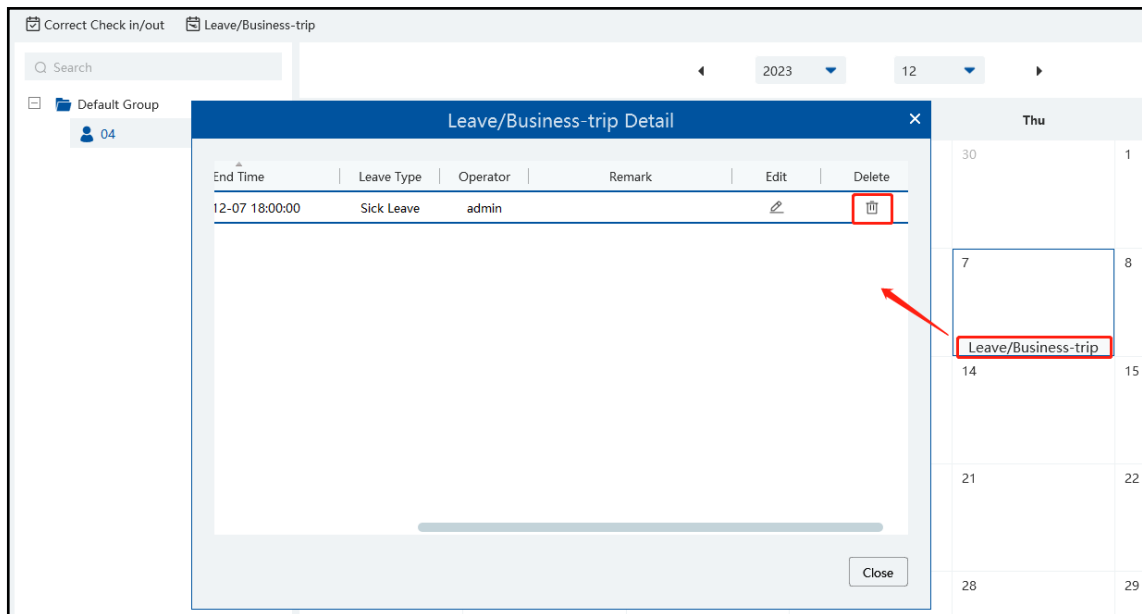 Correct Check in/out Leave/Business-trip
Search
2023 12
Default Group
04
Leave/Business-trip Detail
Thu
End Time Leave Type Operator Remark Edit Delete
12-07 18:00:00 Sick Leave admin
30 1
7 8
Leave/Business-trip
14 15
21 22
Close
28 29